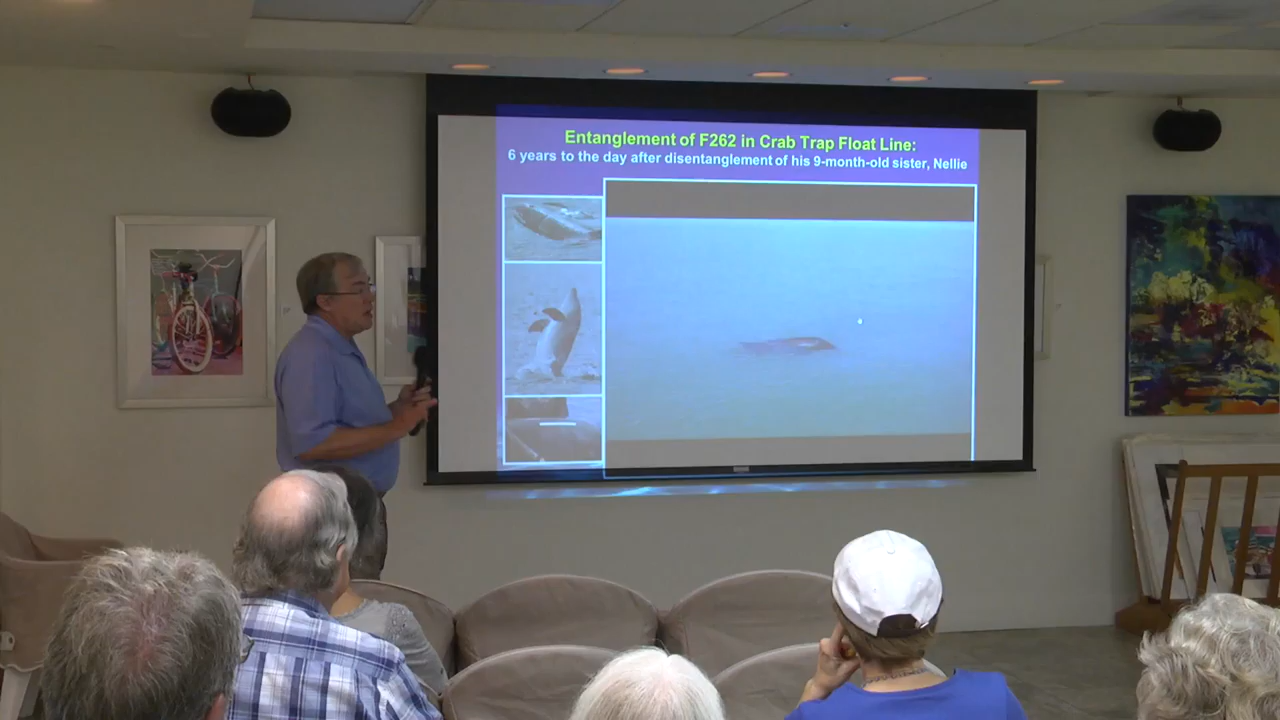 Entanglement of F262 in Crab Trap Float Line:
6 years to the day after disentanglement of his 9-month-old sister, Nellie